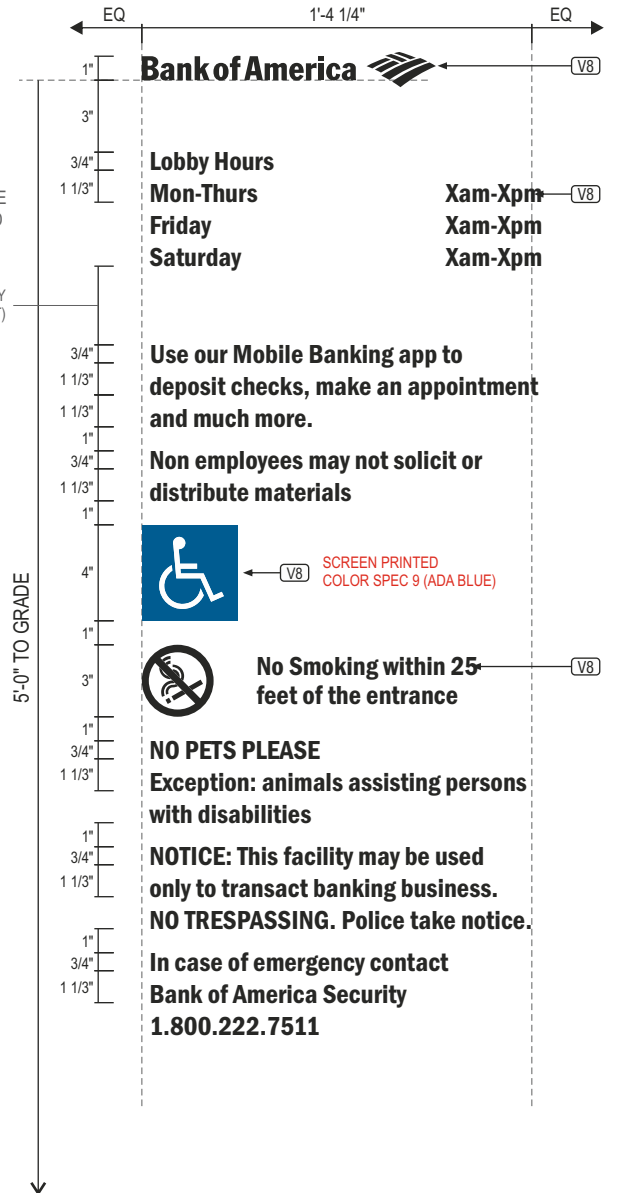 EQ 1'-4 1/4" EQ
1" Bank of America V8
3"
3/4" Lobby Hours
1 1/3" Mon-Thurs Xam-Xpm V8
Friday Xam-Xpm
Saturday Xam-Xpm
3/4" Use our Mobile Banking app to
1 1/3" deposit checks, make an appointment
1 1/3" and much more.
1"
3/4" Non employees may not solicit or
1 1/3" distribute materials
1"
4" V8 SCREEN PRINTED
COLOR SPEC 9 (ADA BLUE)
5'-0" TO GRADE
1"
3" No Smoking within 25 V8
feet of the entrance
1"
3/4" NO PETS PLEASE
1 1/3" Exception: animals assisting persons
with disabilities
1"
3/4" NOTICE: This facility may be used
1 1/3" only to transact banking business.
NO TRESPASSING. Police take notice.
1"
3/4" In case of emergency contact
1 1/3" Bank of America Security
1.800.222.7511